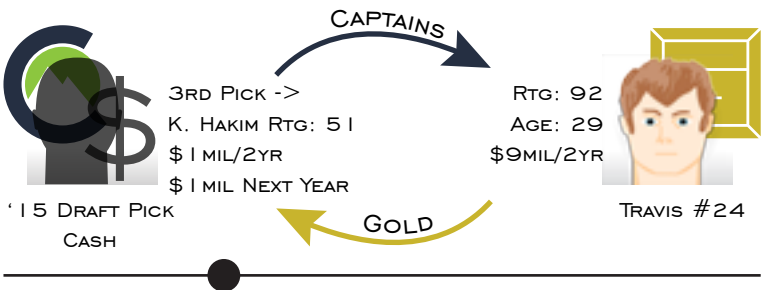 Captains
3rd Pick ->
K. Hakim Rtg: 51
$1mil/2yr
$1mil Next Year
Rtg: 92
Age: 29
$9mil/2yr
$
'15 Draft Pick
Cash
Gold
Travis #24